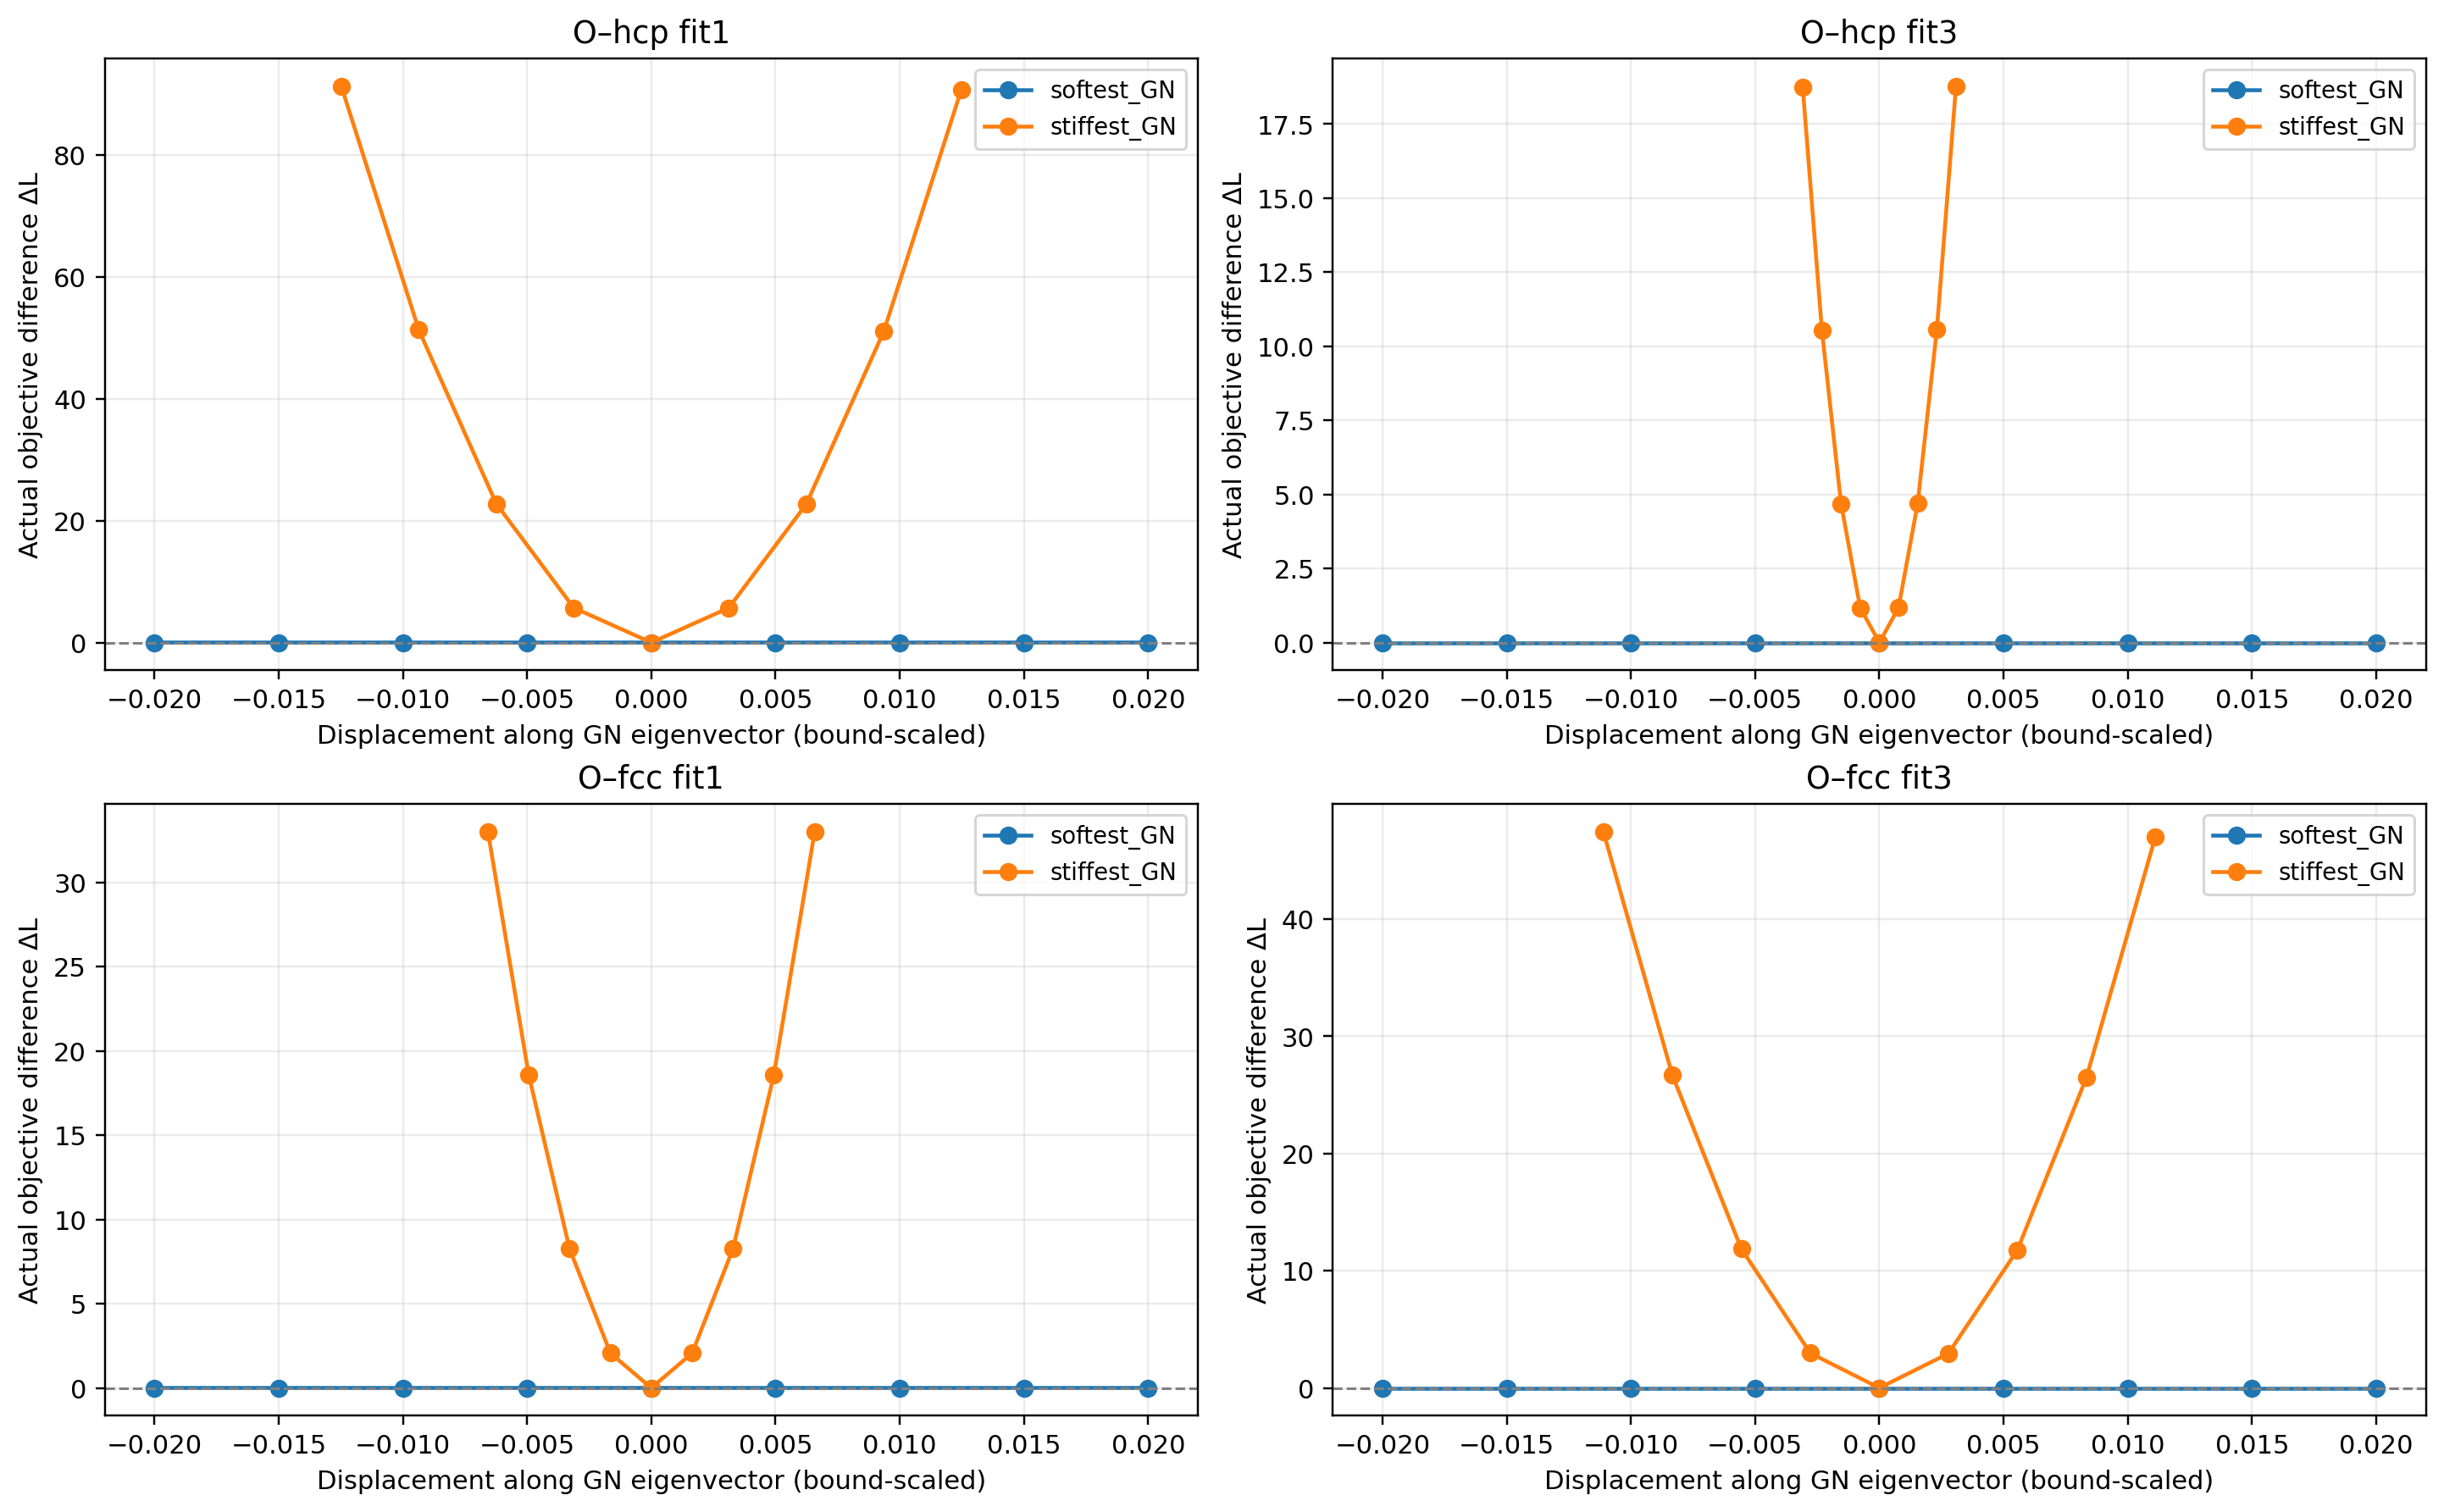 O–hcp fit1
Actual objective difference ΔL
80
60
40
20
0
softest_GN
stiffest_GN
−0.020 −0.015 −0.010 −0.005 0.000 0.005 0.010 0.015 0.020
Displacement along GN eigenvector (bound-scaled)
O–hcp fit3
Actual objective difference ΔL
17.5
15.0
12.5
10.0
7.5
5.0
2.5
0.0
softest_GN
stiffest_GN
−0.020 −0.015 −0.010 −0.005 0.000 0.005 0.010 0.015 0.020
Displacement along GN eigenvector (bound-scaled)
O–fcc fit1
Actual objective difference ΔL
30
25
20
15
10
5
0
softest_GN
stiffest_GN
−0.020 −0.015 −0.010 −0.005 0.000 0.005 0.010 0.015 0.020
Displacement along GN eigenvector (bound-scaled)
O–fcc fit3
Actual objective difference ΔL
40
30
20
10
0
softest_GN
stiffest_GN
−0.020 −0.015 −0.010 −0.005 0.000 0.005 0.010 0.015 0.020
Displacement along GN eigenvector (bound-scaled)